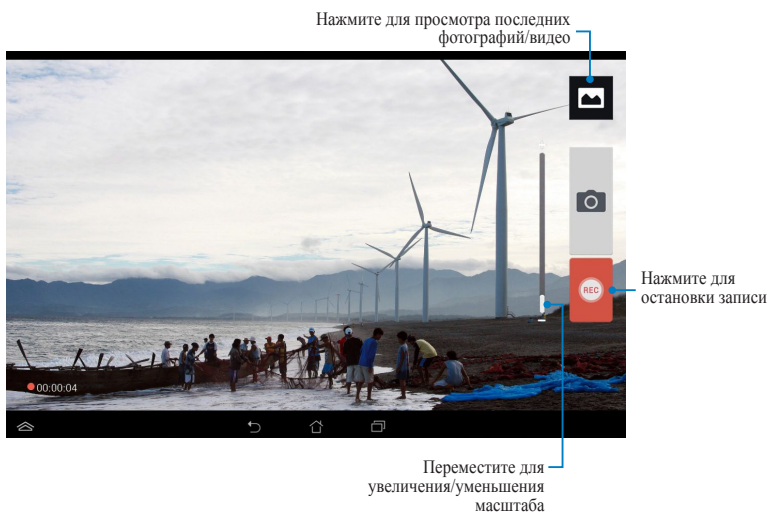 Нажмите для просмотра последних
фотографий/видео
REC
Нажмите для
остановки записи
00:00:04
Переместите для
увеличения/уменьшения
масштаба